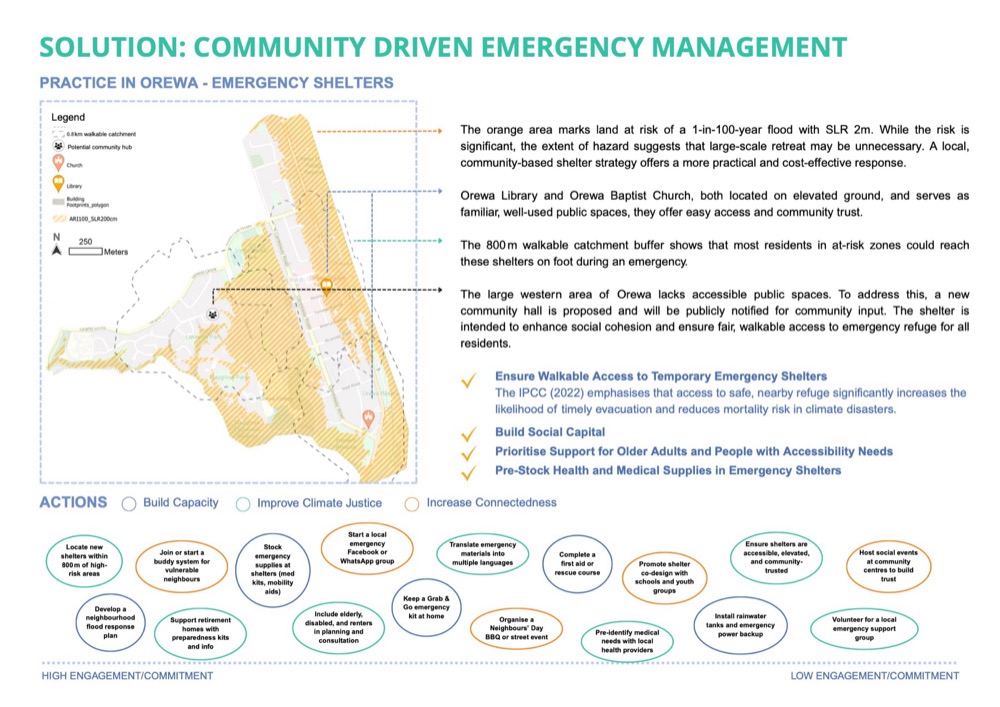 SOLUTION: COMMUNITY DRIVEN EMERGENCY MANAGEMENT
PRACTICE IN OREWA - EMERGENCY SHELTERS
Legend
0.8km walkable catchment
Potential community hub
Church
Library
Building
Footprints_polygon
ARI100_SLR200cm
N
250
Meters
The orange area marks land at risk of a 1-in-100-year flood with SLR 2m. While the risk is
significant, the extent of hazard suggests that large-scale retreat may be unnecessary. A local,
community-based shelter strategy offers a more practical and cost-effective response.
Orewa Library and Orewa Baptist Church, both located on elevated ground, and serves as
familiar, well-used public spaces, they offer easy access and community trust.
The 800m walkable catchment buffer shows that most residents in at-risk zones could reach
these shelters on foot during an emergency.
The large western area of Orewa lacks accessible public spaces. To address this, a new
community hall is proposed and will be publicly notified for community input. The shelter is
intended to enhance social cohesion and ensure fair, walkable access to emergency refuge for all
residents.
Ensure Walkable Access to Temporary Emergency Shelters
The IPCC (2022) emphasises that access to safe, nearby refuge significantly increases the
likelihood of timely evacuation and reduces mortality risk in climate disasters.
Build Social Capital
Prioritise Support for Older Adults and People with Accessibility Needs
Pre-Stock Health and Medical Supplies in Emergency Shelters
ACTIONS
Build Capacity
Improve Climate Justice
Increase Connectedness
Locate new
shelters within
800m of high-
risk areas
Join or start a
buddy system for
vulnerable
neighbours
Stock
emergency
supplies at
shelters (med
kits, mobility
aids)
Start a local
emergency
Facebook or
WhatsApp group
Translate emergency
materials into
multiple languages
Complete a
first aid or
rescue course
Promote shelter
co-design with
schools and youth
groups
Ensure shelters are
accessible, elevated,
and community-
trusted
Host social events
at community
centres to build
trust
Develop a
neighbourhood
flood response
plan
Support retirement
homes with
preparedness kits
and info
Include elderly,
disabled, and renters
in planning and
consultation
Keep a Grab &
Go emergency
kit at home
Organise a
Neighbours' Day
BBQ or street event
Pre-identify medical
needs with local
health providers
Install rainwater
tanks and emergency
power backup
Volunteer for a local
emergency support
group
HIGH ENGAGEMENT/COMMITMENT
LOW ENGAGEMENT/COMMITMENT